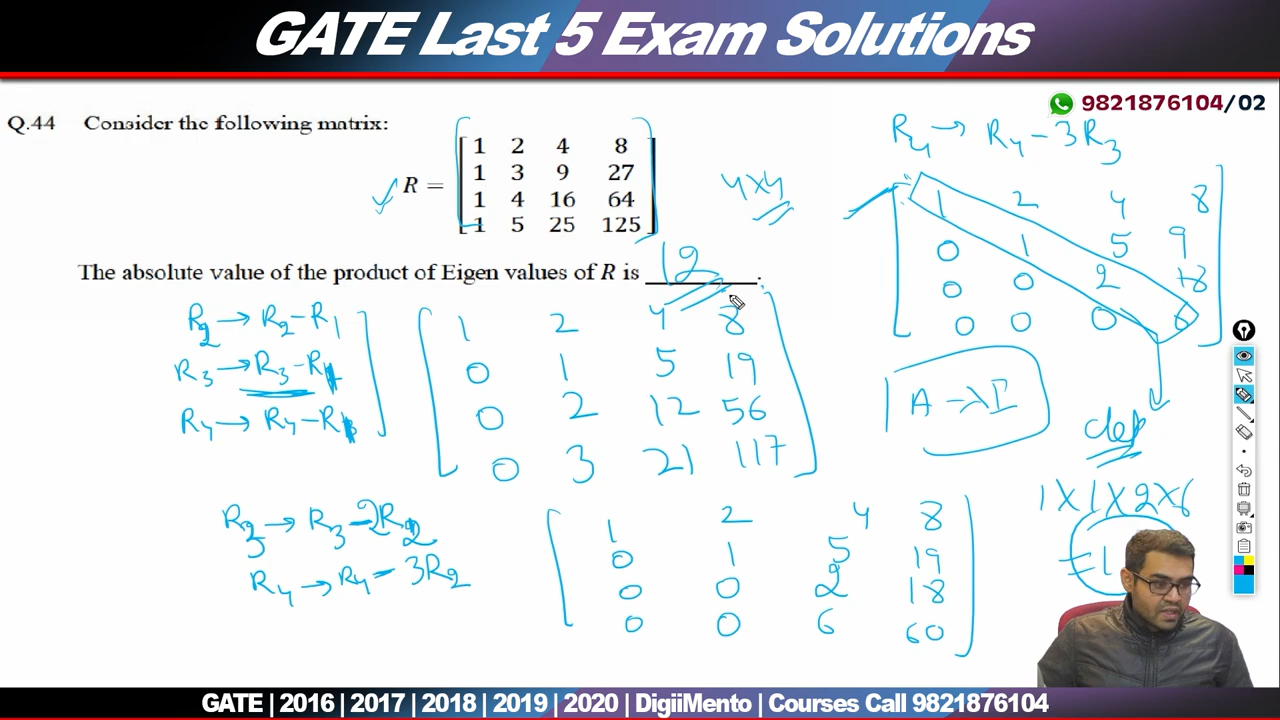 GATE Last 5 Exam Solutions
9821876104/02
Q.44 Consider the following matrix:
R =
1 2 4 8
1 3 9 27
1 4 16 64
1 5 25 125
4x4
The absolute value of the product of Eigen values of R is 12.
R2 → R2-R1
R3 → R3-R1
R4 → R4-R1
1 2 4 8
0 1 5 19
0 2 12 56
0 3 21 117
R3 → R3-2R2
R4 → R4-3R2
1 2 4 8
0 1 5 19
0 0 2 18
0 0 6 60
R4 → R4-3R3
1 2 4 8
0 1 5 9
0 0 2 18
0 0 0 6
A-λI
det
1X1X2X6
=1
GATE | 2016 | 2017 | 2018 | 2019 | 2020 | DigiiMento | Courses Call 9821876104